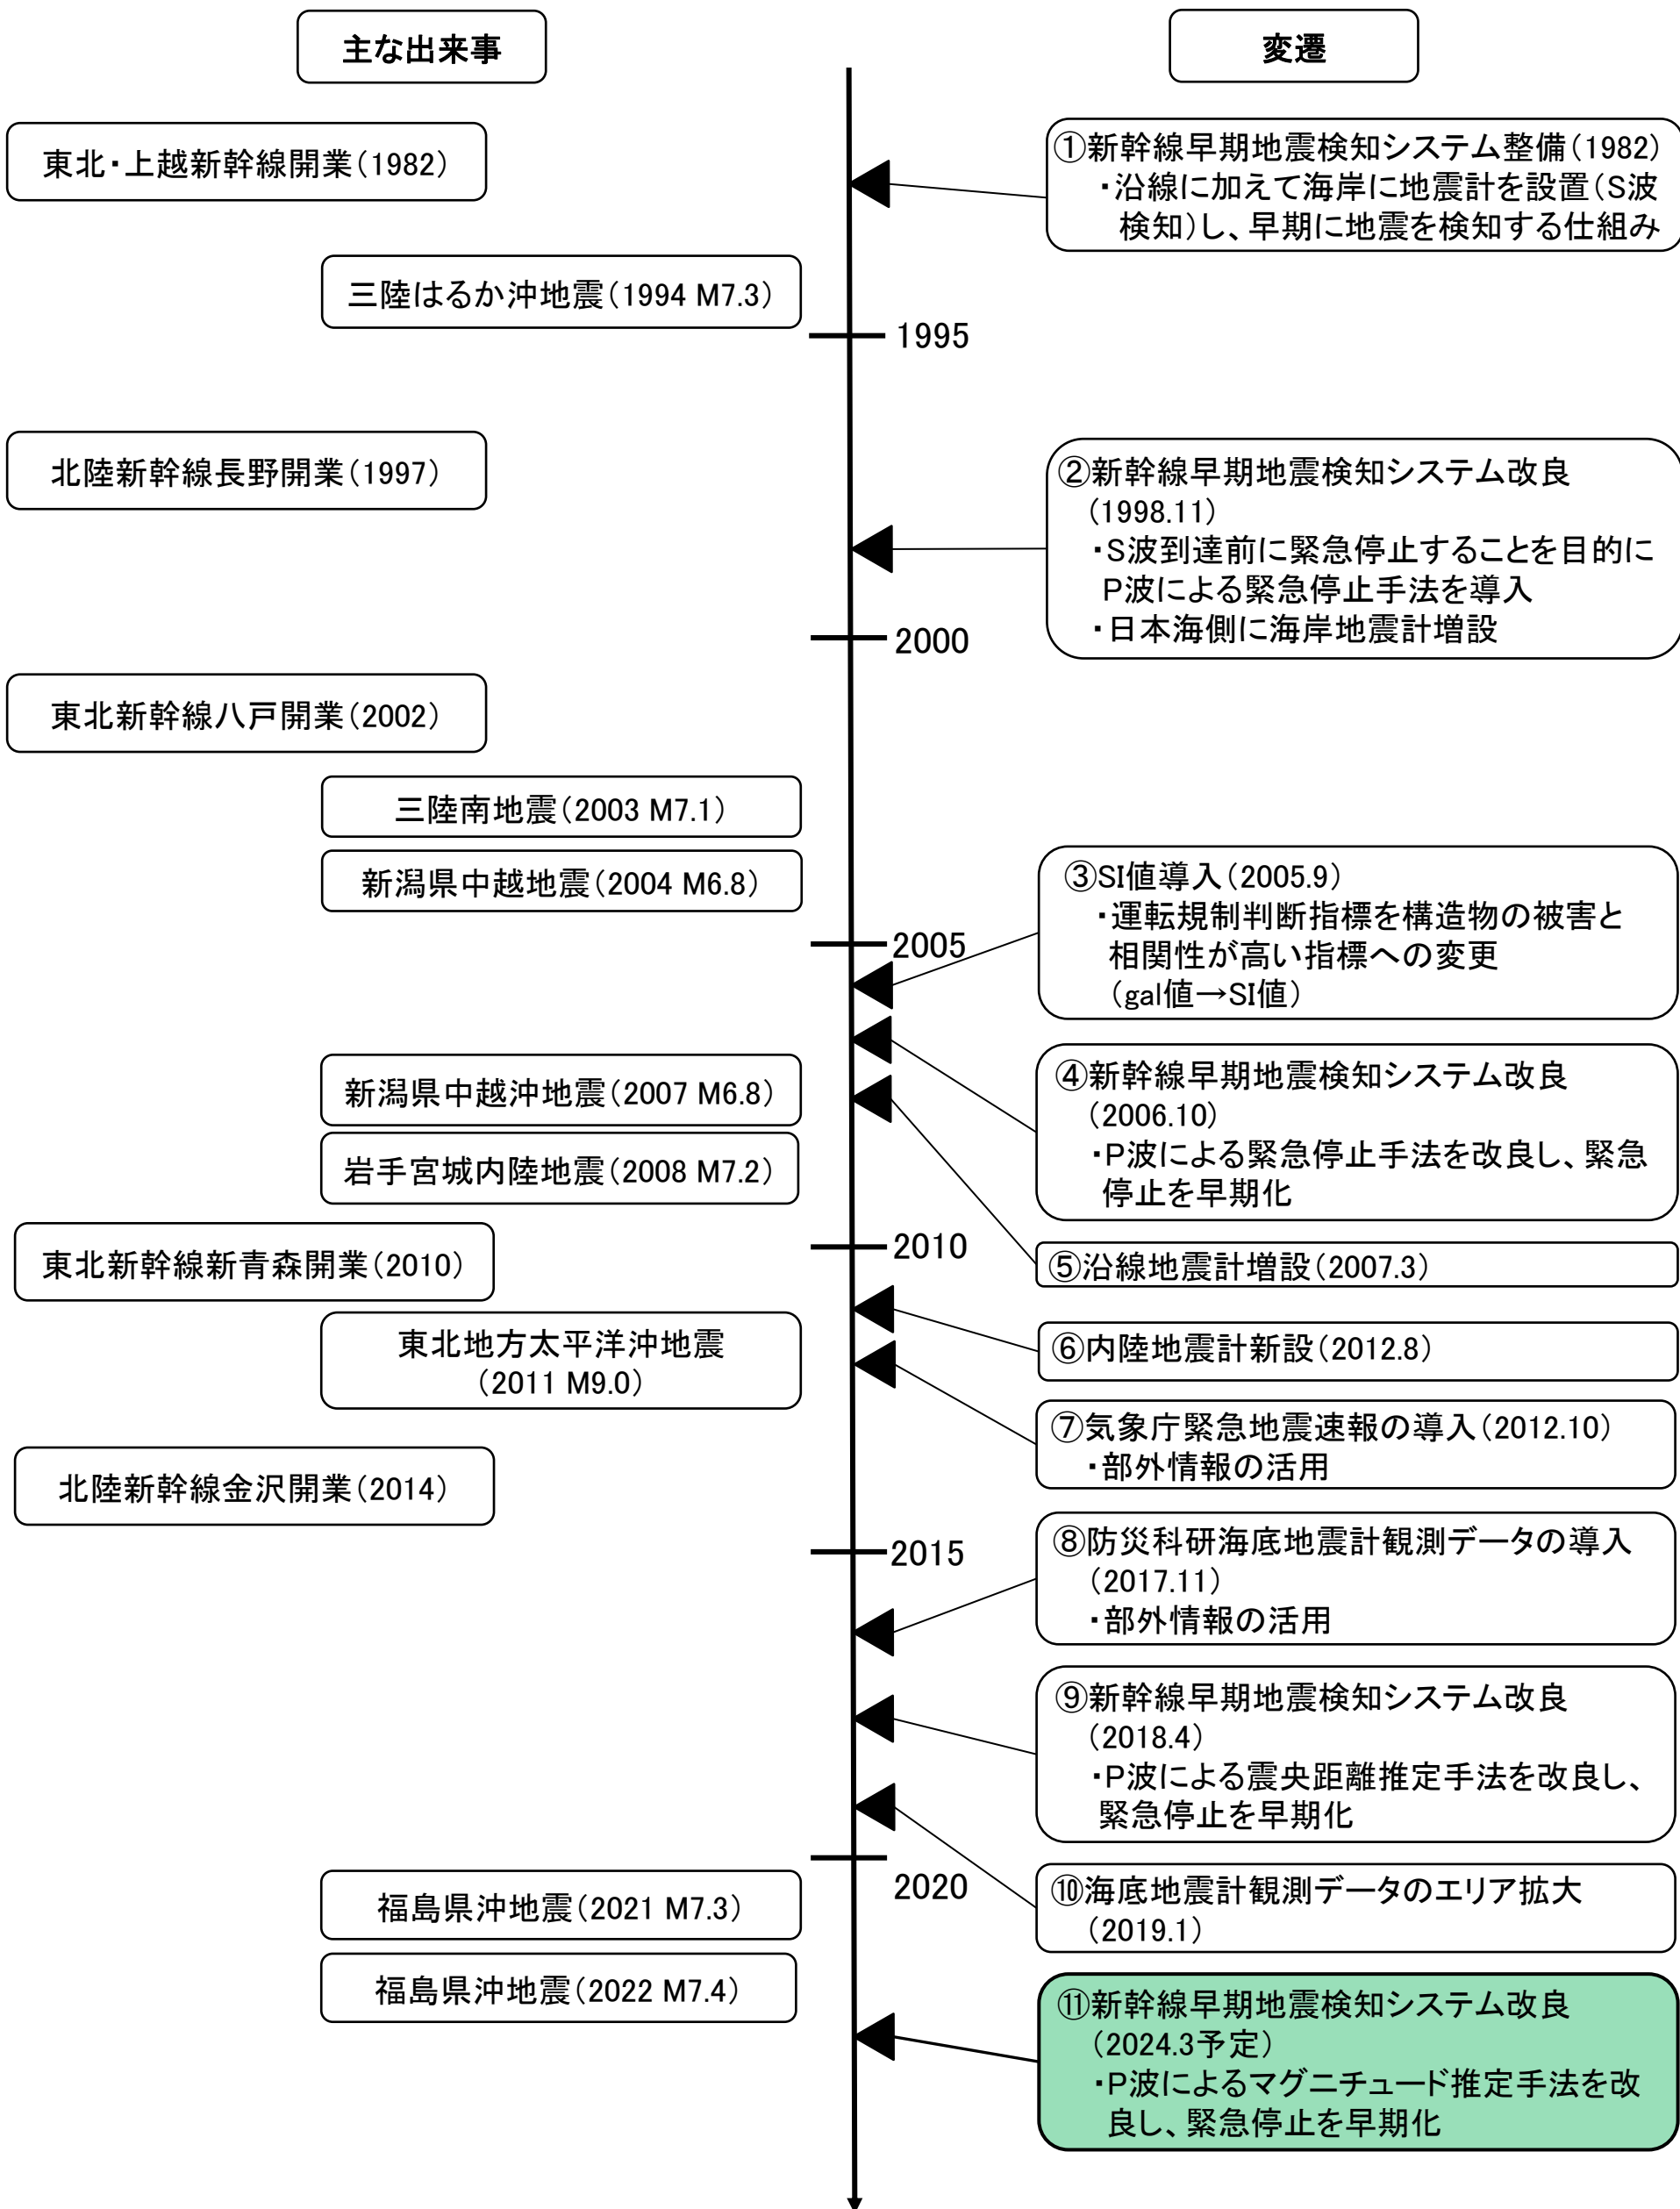 主な出来事
変遷
東北・上越新幹線開業(1982)
①新幹線早期地震検知システム整備(1982)
・沿線に加えて海岸に地震計を設置(S波
検知)し、早期に地震を検知する仕組み
三陸はるか沖地震(1994 M7.3)
1995
北陸新幹線長野開業(1997)
②新幹線早期地震検知システム改良
(1998.11)
・S波到達前に緊急停止することを目的に
P波による緊急停止手法を導入
・日本海側に海岸地震計増設
2000
東北新幹線八戸開業(2002)
三陸南地震(2003 M7.1)
新潟県中越地震(2004 M6.8)
③SI値導入(2005.9)
・運転規制判断指標を構造物の被害と
相関性が高い指標への変更
(gal値→SI値)
2005
新潟県中越沖地震(2007 M6.8)
④新幹線早期地震検知システム改良
(2006.10)
・P波による緊急停止手法を改良し、緊急
停止を早期化
岩手宮城内陸地震(2008 M7.2)
東北新幹線新青森開業(2010)
2010
⑤沿線地震計増設(2007.3)
東北地方太平洋沖地震
(2011 M9.0)
⑥内陸地震計新設(2012.8)
⑦気象庁緊急地震速報の導入(2012.10)
・部外情報の活用
北陸新幹線金沢開業(2014)
2015
⑧防災科研海底地震計観測データの導入
(2017.11)
・部外情報の活用
⑨新幹線早期地震検知システム改良
(2018.4)
・P波による震央距離推定手法を改良し、
緊急停止を早期化
2020
⑩海底地震計観測データのエリア拡大
(2019.1)
福島県沖地震(2021 M7.3)
福島県沖地震(2022 M7.4)
⑪新幹線早期地震検知システム改良
(2024.3予定)
・P波によるマグニチュード推定手法を改
良し、緊急停止を早期化